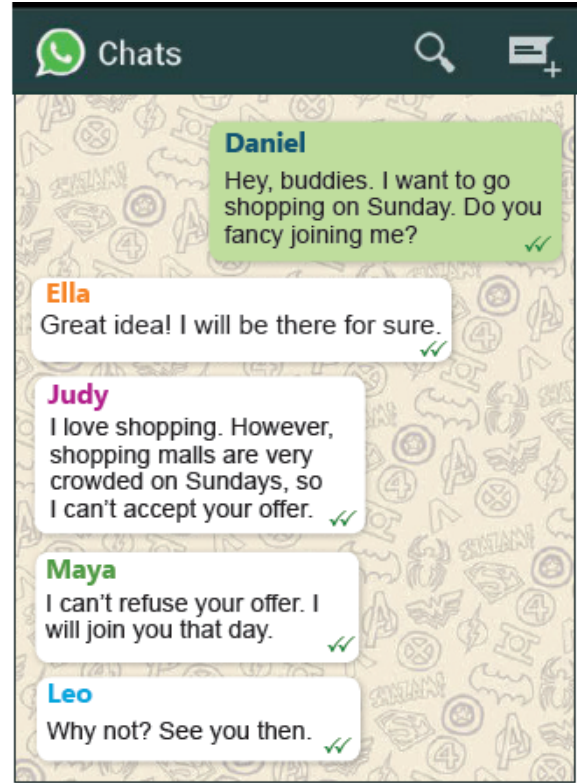 Chats
Daniel
Hey, buddies. I want to go
shopping on Sunday. Do you
fancy joining me?
Ella
Great idea! I will be there for sure.
Judy
I love shopping. However,
shopping malls are very
crowded on Sundays, so
I can't accept your offer.
Maya
I can't refuse your offer. I
will join you that day.
Leo
Why not? See you then.